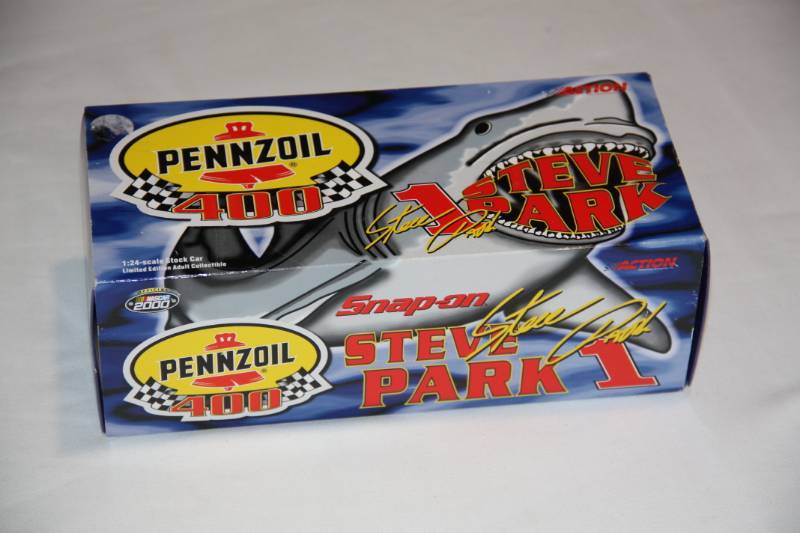 ACTION
PENNZOIL
®
400
1 STEVE
PARK
Steve Park
1:24-scale Stock Car
Limited Edition Adult Collectible
ACTION
NASCAR
2000
Snap-on
Steve Park
PENNZOIL
400
STEVE
PARK 1